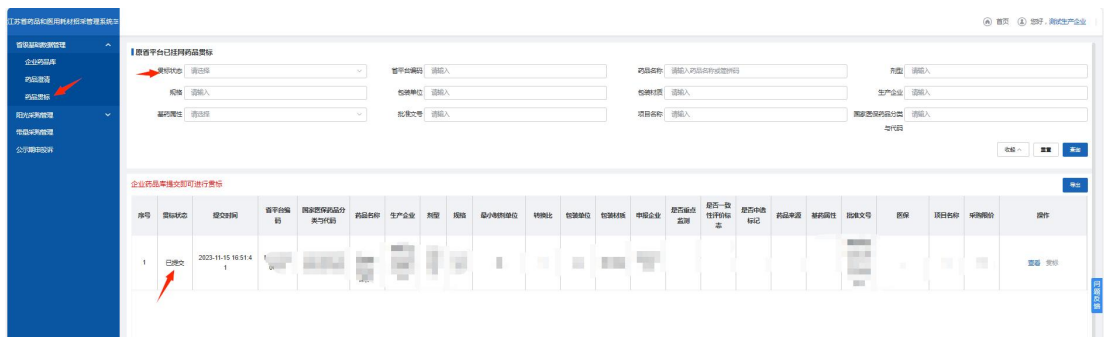 江苏省药品和医用耗材招采管理系统
首页 您好，测试生产企业
省级基础数据管理
企业药品库
药品澄清
药品贯标
阳光采购管理
带量采购管理
公示期申投诉
原省平台已挂网药品贯标
贯标状态 请选择 省平台编码 请输入 药品名称 请输入药品名称或首拼码 剂型 请输入
规格 请输入 包装单位 请输入 包装材质 请输入 生产企业 请输入
基药属性 请选择 批准文号 请输入 项目名称 请输入 国家医保药品分类与代码 请输入
收起 重置 查询
企业药品库提交即可进行贯标 导出
序号 贯标状态 提交时间 省平台编码 国家医保药品分类与代码 药品名称 生产企业 剂型 规格 最小制剂单位 转换比 包装单位 包装材质 申报企业 是否重点监测 是否一致性评价标志 是否中选标记 药品来源 基药属性 批准文号 医保 项目名称 采购限价 操作
1 已提交 2023-11-15 16:51:41 查看 贯标
问题反馈